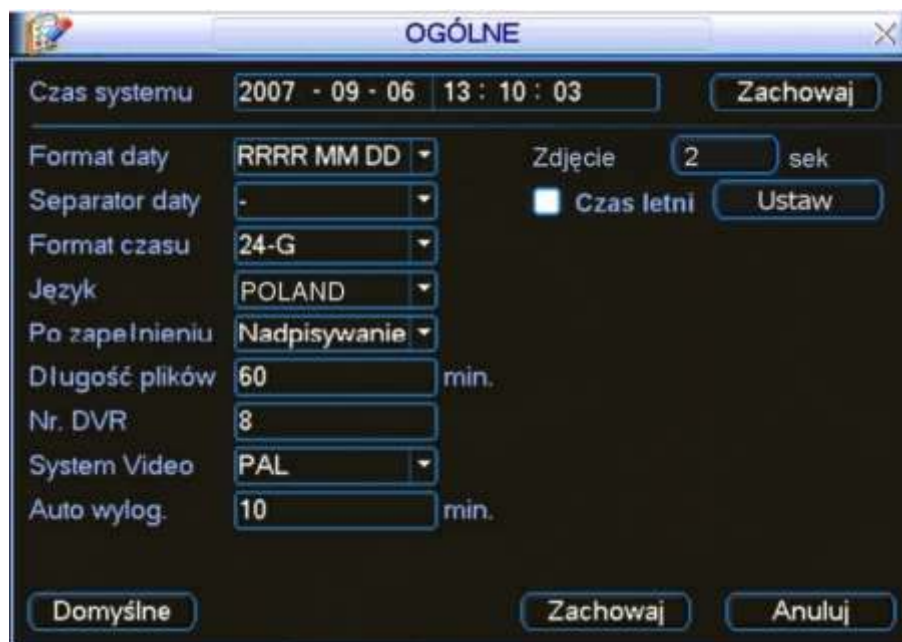 OGÓLNE
Czas systemu 2007 - 09 - 06 13 : 10 : 03 Zachowaj
Format daty RRRR MM DD Zdjęcie 2 sek
Separator daty - Czas letni Ustaw
Format czasu 24-G
Język POLAND
Po zapełnieniu Nadpisywanie
Długość plików 60 min.
Nr. DVR 8
System Video PAL
Auto wylog. 10 min.
Domyślne Zachowaj Anuluj